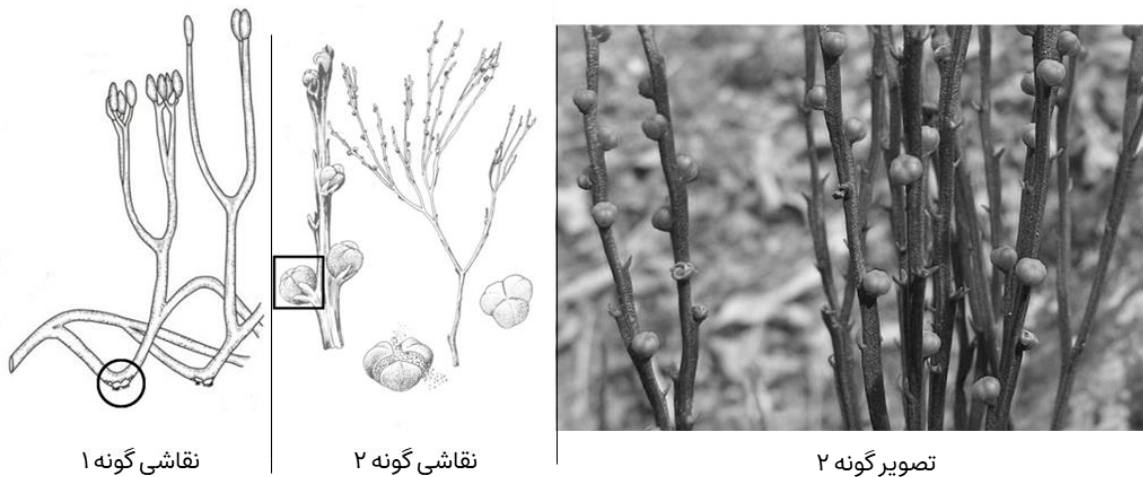 نقاشی گونه ۱
نقاشی گونه ۲
تصویر گونه ۲